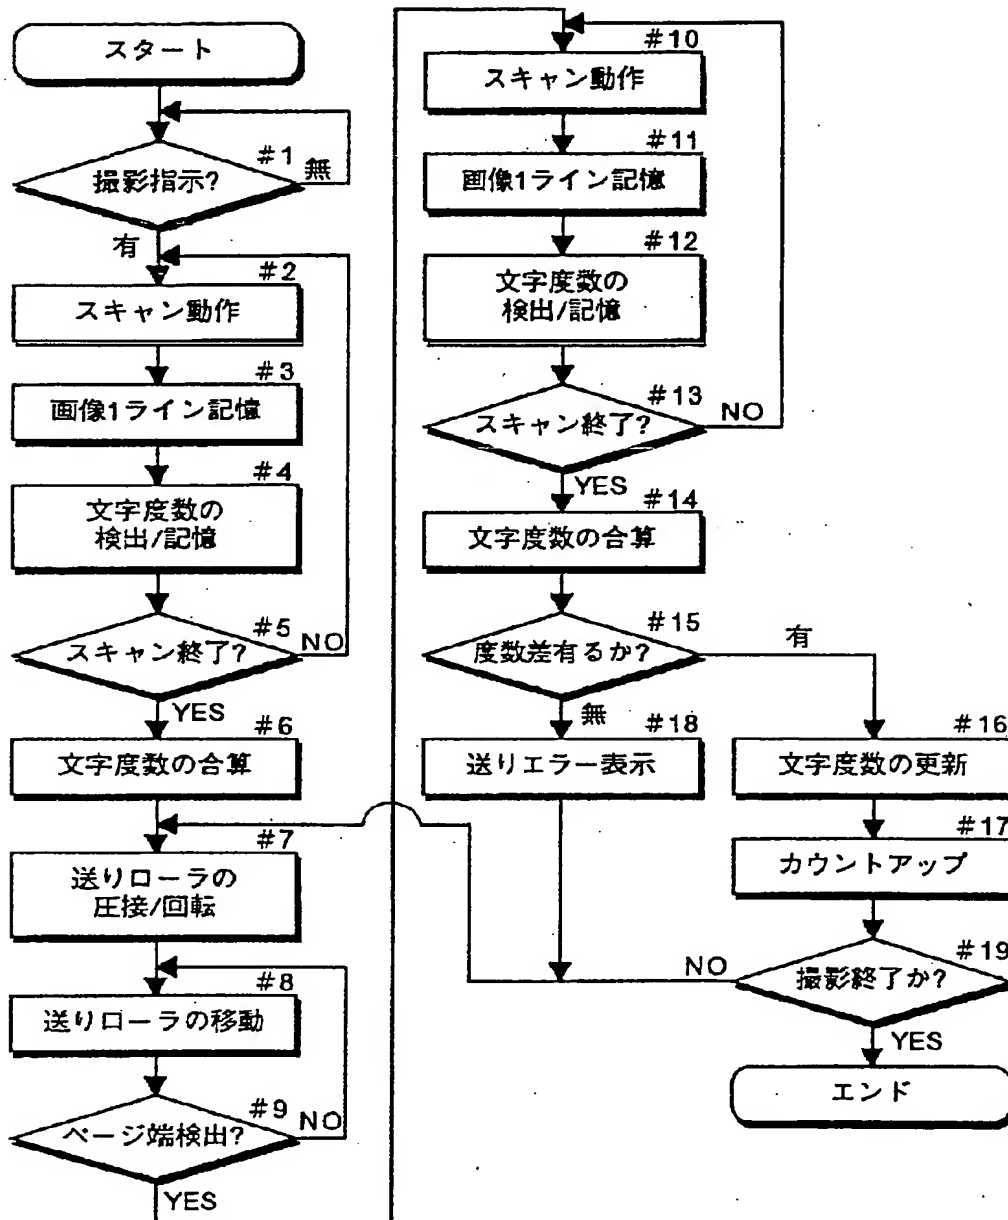 スタート
#1
撮影指示?
無
有
#2
スキャン動作
#3
画像1ライン記憶
#4
文字度数の
検出/記憶
#5
スキャン終了?
NO
YES
#6
文字度数の合算
#7
送りローラの
圧接/回転
#8
送りローラの移動
#9
ページ端検出?
NO
YES
#10
スキャン動作
#11
画像1ライン記憶
#12
文字度数の
検出/記憶
#13
スキャン終了?
NO
YES
#14
文字度数の合算
#15
度数差有るか?
有
無
#18
送りエラー表示
#16
文字度数の更新
#17
カウントアップ
#19
撮影終了か?
NO
YES
エンド